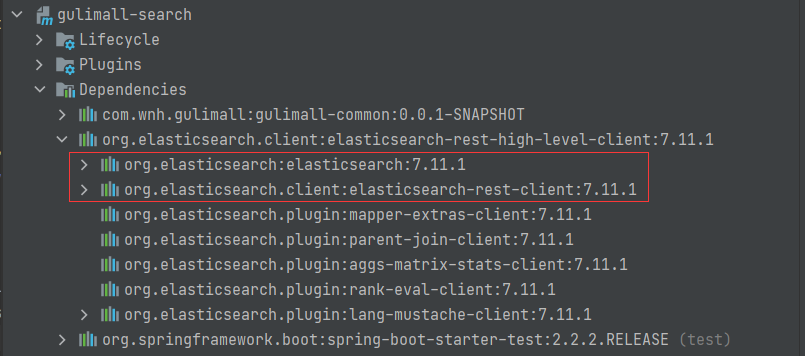 gulimall-search
Lifecycle
Plugins
Dependencies
com.wnh.gulimall:gulimall-common:0.0.1-SNAPSHOT
org.elasticsearch.client:elasticsearch-rest-high-level-client:7.11.1
org.elasticsearch:elasticsearch:7.11.1
org.elasticsearch.client:elasticsearch-rest-client:7.11.1
org.elasticsearch.plugin:mapper-extras-client:7.11.1
org.elasticsearch.plugin:parent-join-client:7.11.1
org.elasticsearch.plugin:aggs-matrix-stats-client:7.11.1
org.elasticsearch.plugin:rank-eval-client:7.11.1
org.elasticsearch.plugin:lang-mustache-client:7.11.1
org.springframework.boot:spring-boot-starter-test:2.2.2.RELEASE (test)